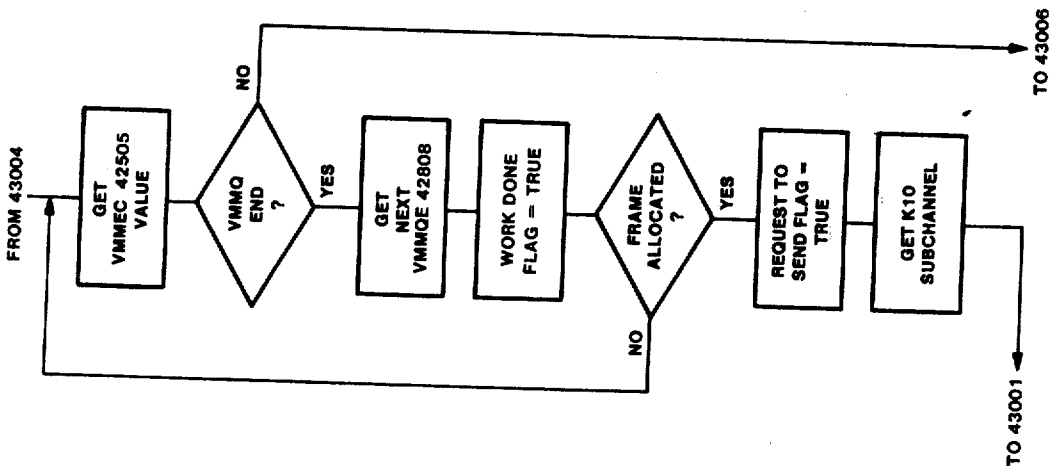 FROM 43004
GET
VMMEC 42505
VALUE
VMMQ
END
?
NO
YES
GET
NEXT
VMMQE 42808
WORK DONE
FLAG = TRUE
FRAME
ALLOCATED
?
NO
YES
REQUEST TO
SEND FLAG =
TRUE
GET K10
SUBCHANNEL
TO 43001
TO 43006